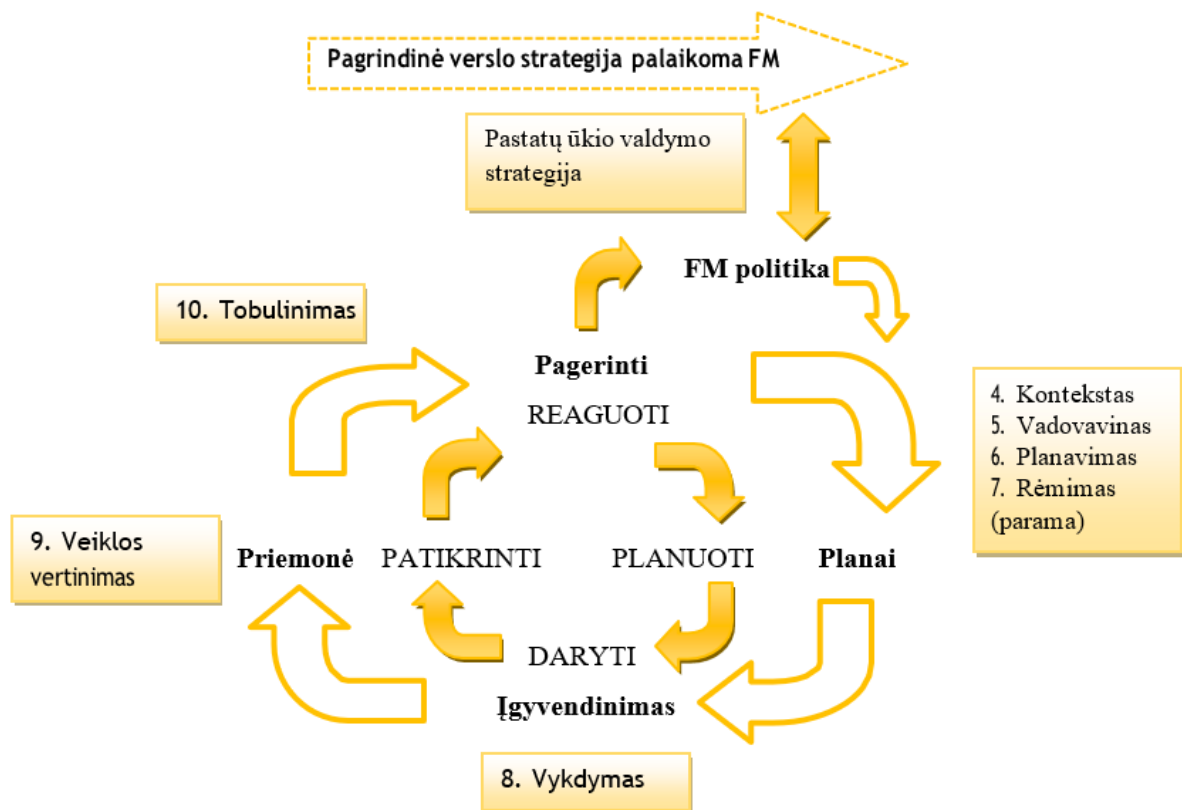 Pagrindinė verslo strategija palaikoma FM
Pastatų ūkio valdymo
strategija
FM politika
10. Tobulinimas
Pagerinti
REAGUOTI
4. Kontekstas
5. Vadovavinas
6. Planavimas
7. Rėmimas
(parama)
9. Veiklos
vertinimas
Priemonė PATIKRINTI PLANUOTI Planai
DARYTI
Įgyvendinimas
8. Vykdymas